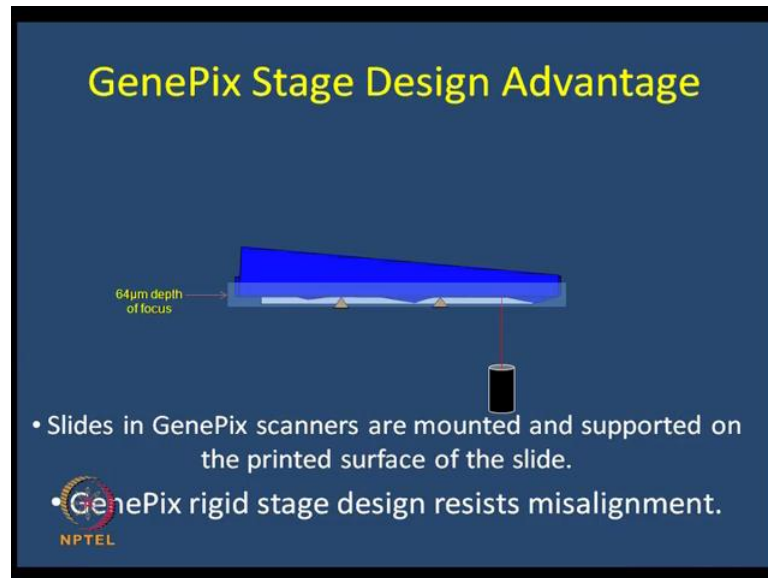 GenePix Stage Design Advantage
64µm depth
of focus
• Slides in GenePix scanners are mounted and supported on
the printed surface of the slide.
• GenePix rigid stage design resists misalignment.
NPTEL